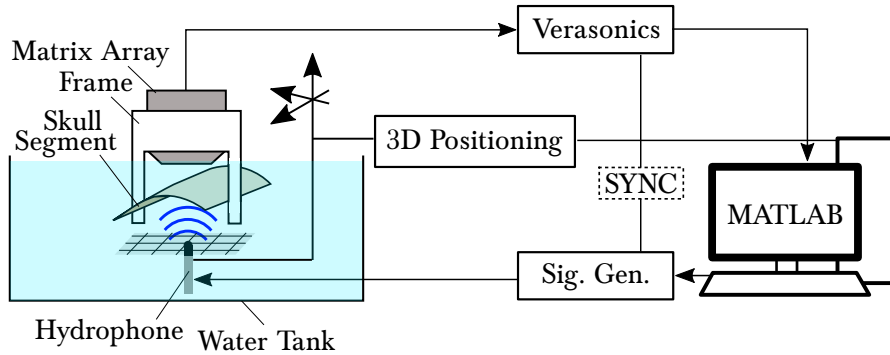 Matrix Array
Frame
Skull
Segment
Verasonics
3D Positioning
SYNC
MATLAB
Sig. Gen.
Hydrophone
Water Tank